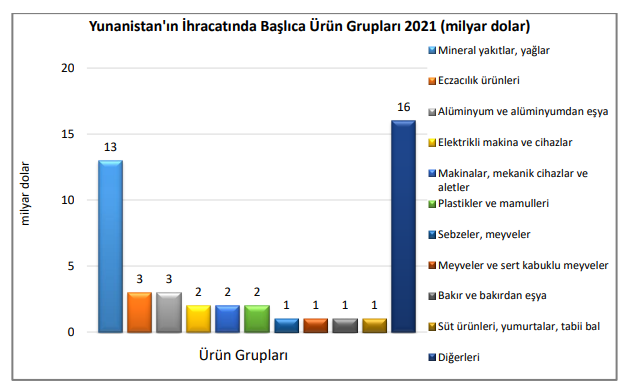 Yunanistan'ın İhracatında Başlıca Ürün Grupları 2021 (milyar dolar)
milyar dolar
20
15
10
5
0
13
3
3
2
2
2
1
1
1
1
16
Ürün Grupları
Mineral yakıtlar, yağlar
Eczacılık ürünleri
Alüminyum ve alüminyumdan eşya
Elektrikli makina ve cihazlar
Makinalar, mekanik cihazlar ve
aletler
Plastikler ve mamulleri
Sebzeler, meyveler
Meyveler ve sert kabuklu meyveler
Bakır ve bakırdan eşya
Süt ürünleri, yumurtalar, tabii bal
Diğerleri